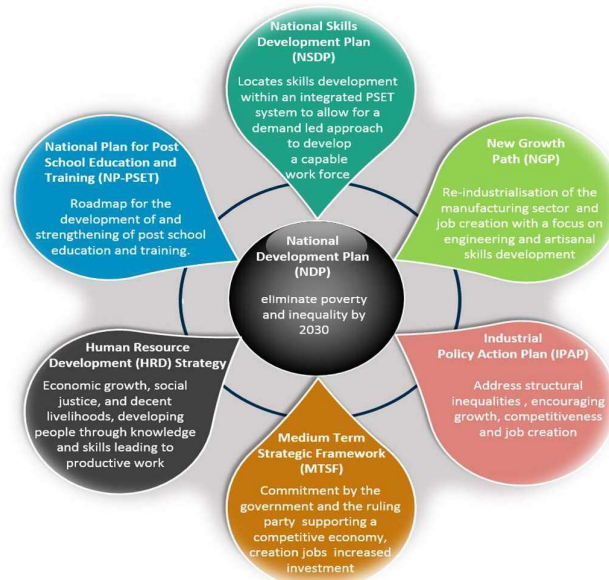 National Skills
Development Plan
(NSDP)
Locates skills development
within an integrated PSET
system to allow for a
demand led approach
to develop
a capable
work force
New Growth
Path (NGP)
Re-industrialisation of the
manufacturing sector and
job creation with a focus on
engineering and artisanal
skills development
Industrial
Policy Action Plan (IPAP)
Address structural
inequalities , encouraging
growth, competitiveness
and job creation
Medium Term
Strategic Framework
(MTSF)
Commitment by the
government and the ruling
party supporting a
competitive economy,
creation jobs increased
investment
Human Resource
Development (HRD) Strategy
Economic growth, social
justice, and decent
livelihoods, developing
people through knowledge
and skills leading to
productive work
National Plan for Post
School Education and
Training (NP-PSET)
Roadmap for the
development of and
strengthening of post school
education and training.
National
Development Plan
(NDP)
eliminate poverty
and inequality by
2030